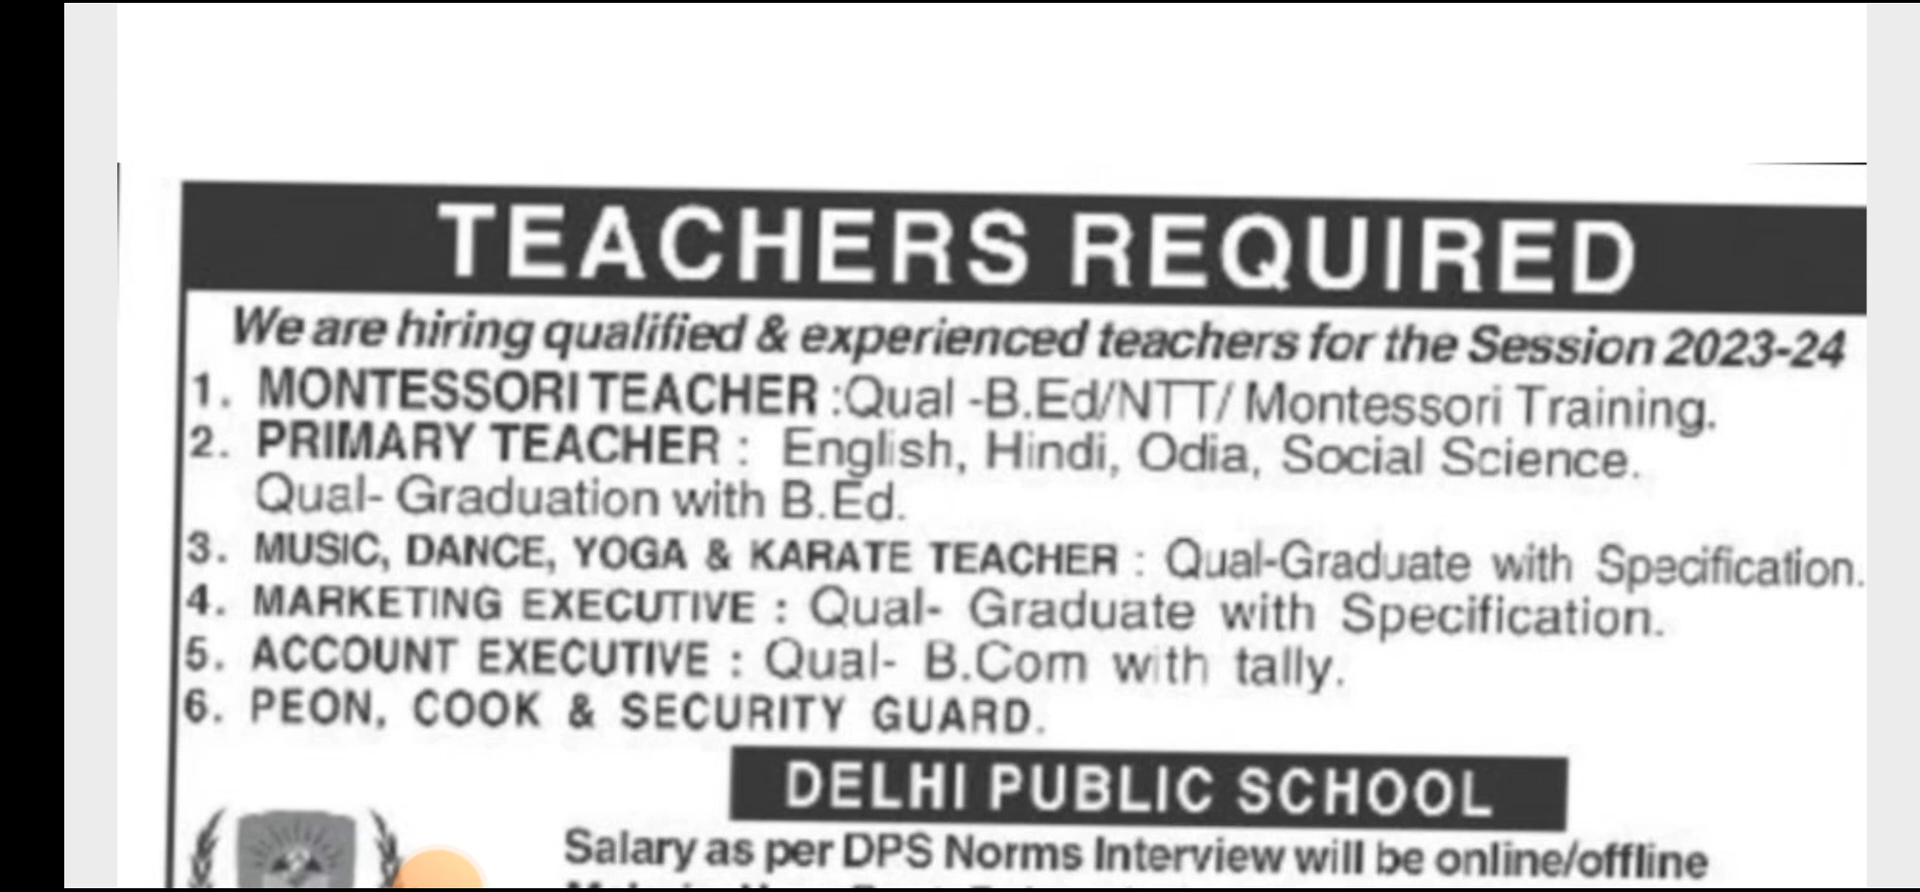 TEACHERS REQUIRED
We are hiring qualified & experienced teachers for the Session 2023-24
1. MONTESSORI TEACHER :Qual -B.Ed/NTT/ Montessori Training.
2. PRIMARY TEACHER : English, Hindi, Odia, Social Science.
Qual- Graduation with B.Ed.
3. MUSIC, DANCE, YOGA & KARATE TEACHER : Qual-Graduate with Specification.
4. MARKETING EXECUTIVE : Qual- Graduate with Specification.
5. ACCOUNT EXECUTIVE : Qual- B.Com with tally.
6. PEON, COOK & SECURITY GUARD.
DELHI PUBLIC SCHOOL
Salary as per DPS Norms Interview will be online/offline